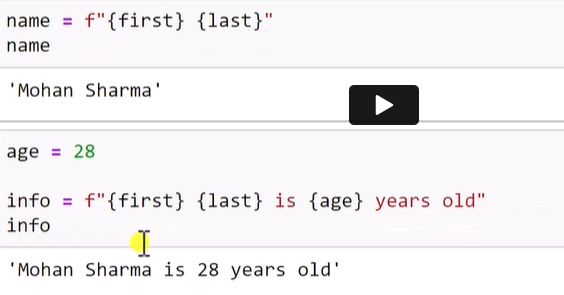 name = f"{first} {last}"
name
'Mohan Sharma'
age = 28
info = f"{first} {last} is {age} years old"
info
'Mohan Sharma is 28 years old'